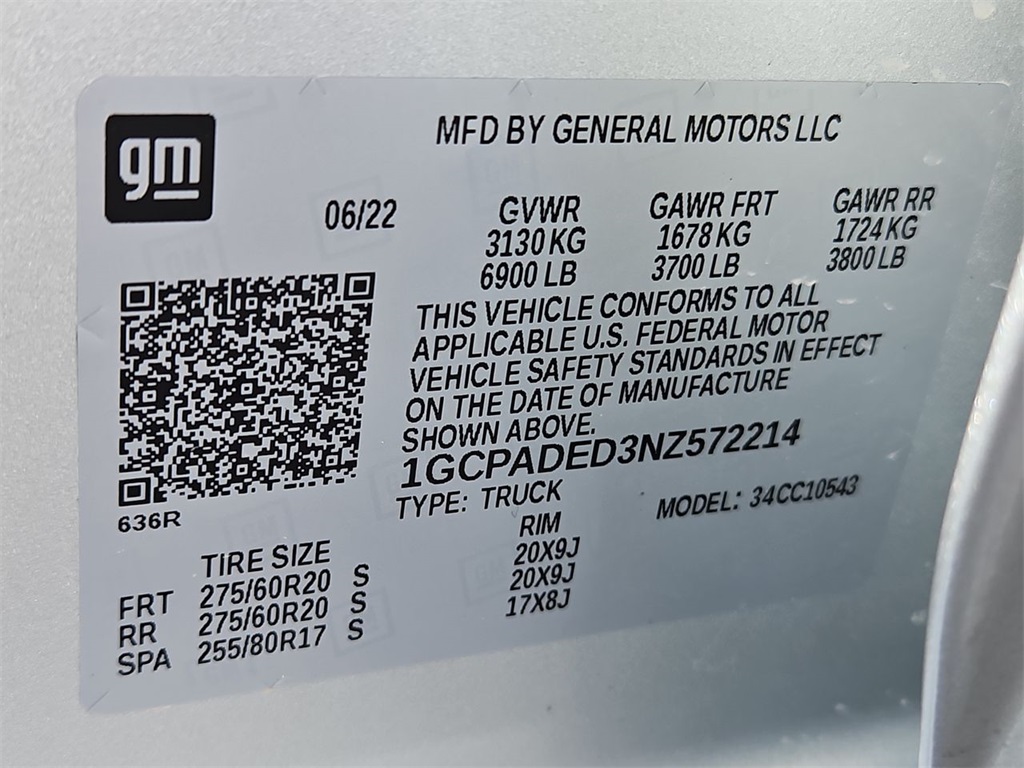 gm
MFD BY GENERAL MOTORS LLC
06/22 GVWR GAWR FRT GAWR RR
3130 KG 1678 KG 1724 KG
6900 LB 3700 LB 3800 LB
THIS VEHICLE CONFORMS TO ALL
APPLICABLE U.S. FEDERAL MOTOR
VEHICLE SAFETY STANDARDS IN EFFECT
ON THE DATE OF MANUFACTURE
SHOWN ABOVE.
1GCPADED3NZ572214
TYPE: TRUCK MODEL: 34CC10543
636R
TIRE SIZE RIM
FRT 275/60R20 S 20X9J
RR 275/60R20 S 20X9J
SPA 255/80R17 S 17X8J